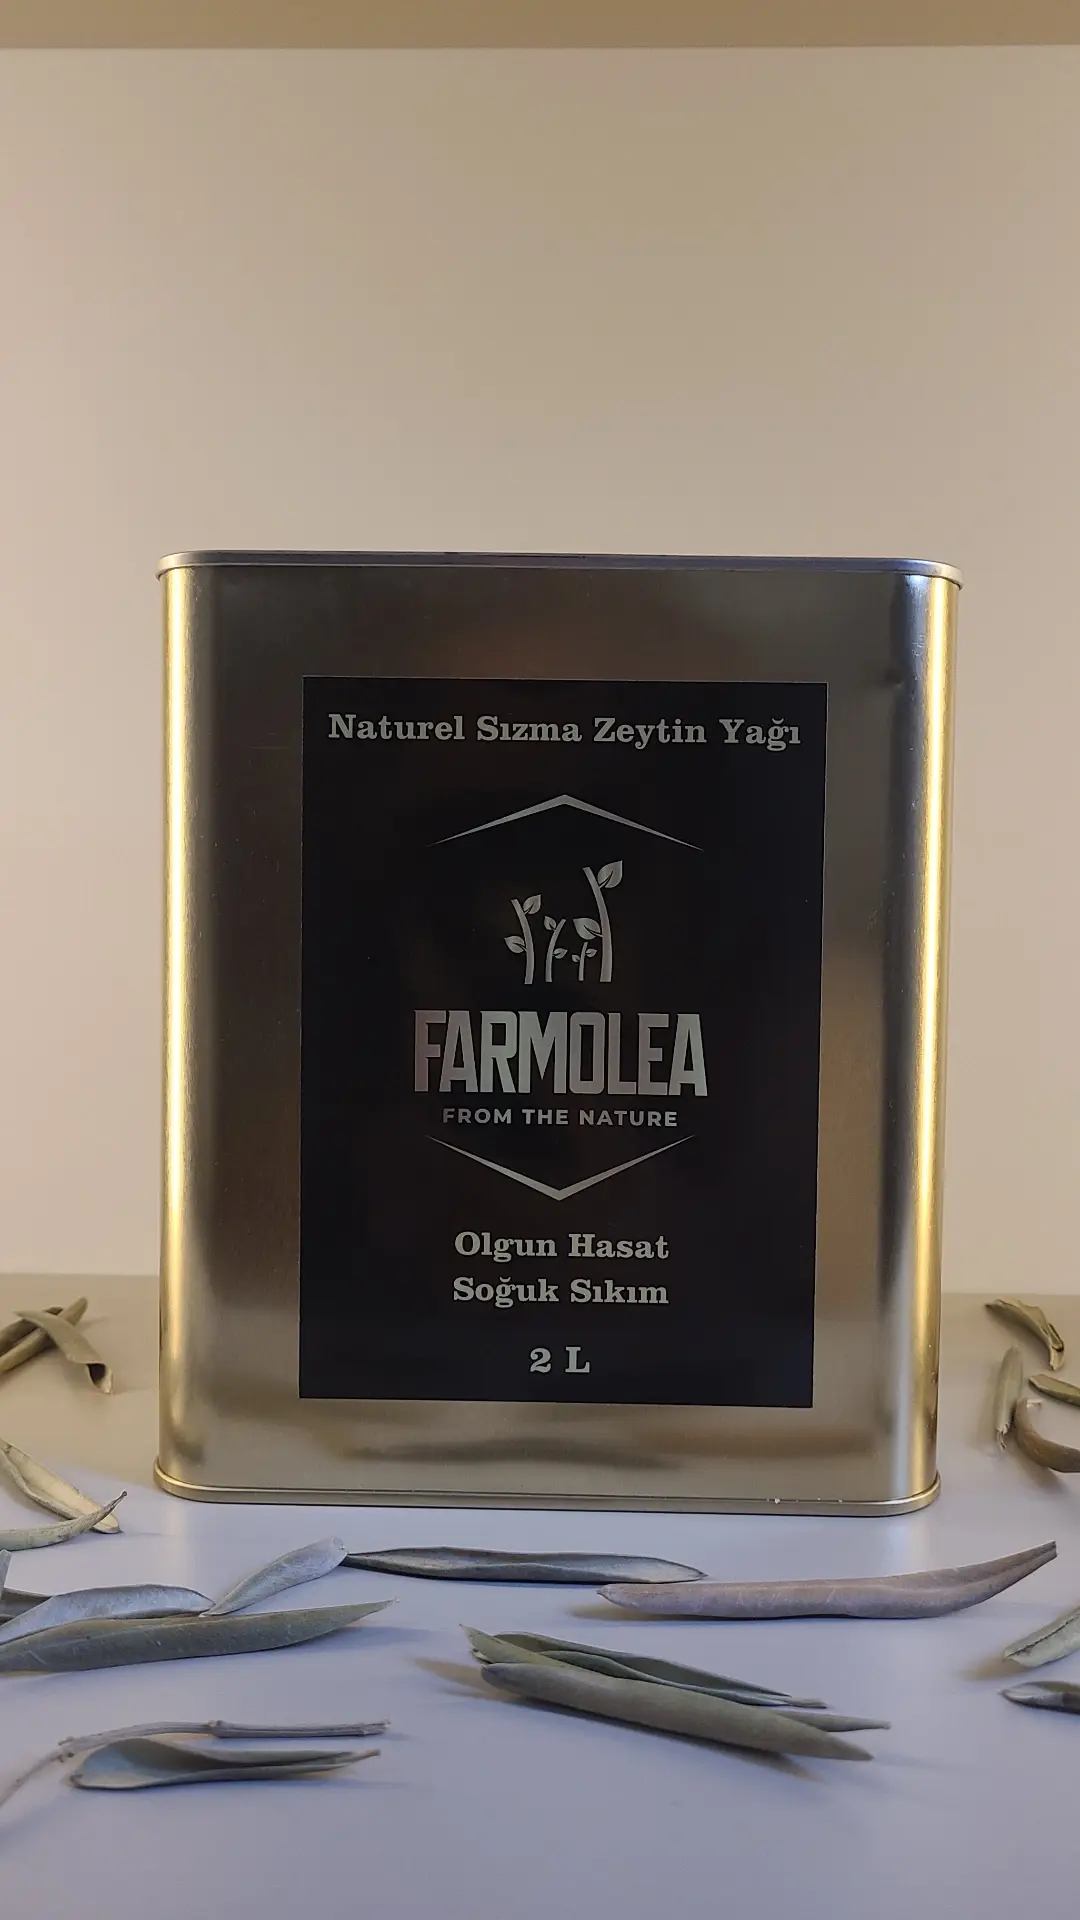 Naturel Sızma Zeytin Yağı
FARMOLEA
FROM THE NATURE
Olgun Hasat
Soğuk Sıkım
2 L